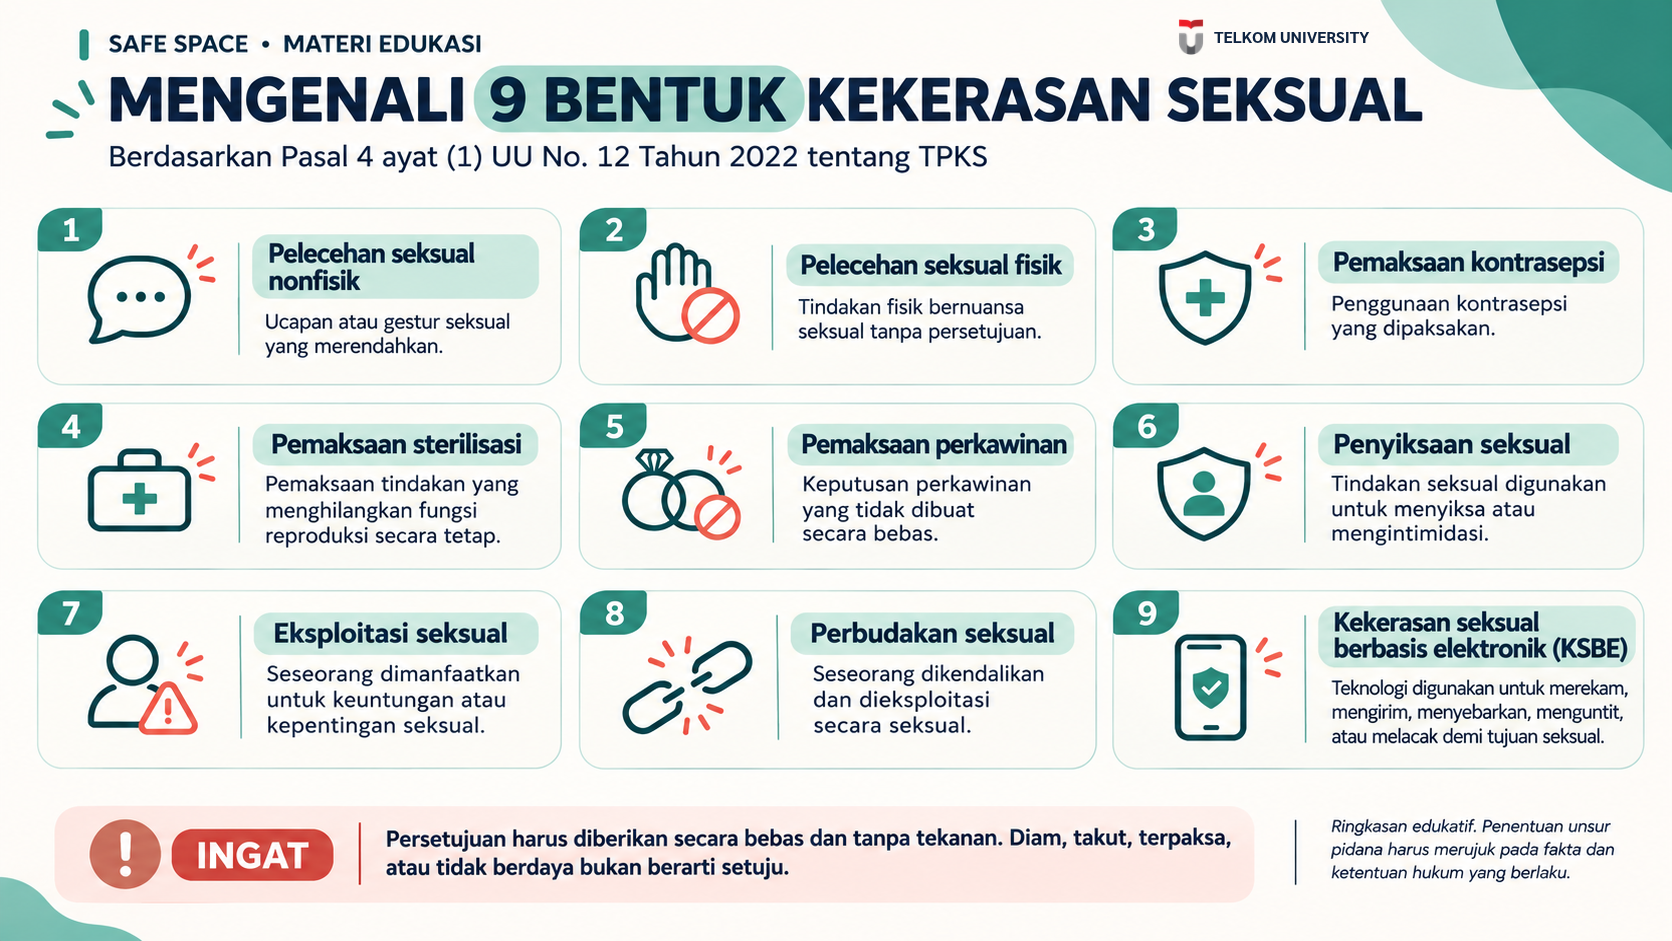 SAFE SPACE • MATERI EDUKASI
TELKOM UNIVERSITY
MENGENALI 9 BENTUK KEKERASAN SEKSUAL
Berdasarkan Pasal 4 ayat (1) UU No. 12 Tahun 2022 tentang TPKS
1
Pelecehan seksual
nonfisik
Ucapan atau gestur seksual
yang merendahkan.
2
Pelecehan seksual fisik
Tindakan fisik bernuansa
seksual tanpa persetujuan.
3
Pemaksaan kontrasepsi
Penggunaan kontrasepsi
yang dipaksakan.
4
Pemaksaan sterilisasi
Pemaksaan tindakan yang
menghilangkan fungsi
reproduksi secara tetap.
5
Pemaksaan perkawinan
Keputusan perkawinan
yang tidak dibuat
secara bebas.
6
Penyiksaan seksual
Tindakan seksual digunakan
untuk menyiksa atau
mengintimidasi.
7
Eksploitasi seksual
Seseorang dimanfaatkan
untuk keuntungan atau
kepentingan seksual.
8
Perbudakan seksual
Seseorang dikendalikan
dan dieksploitasi
secara seksual.
9
Kekerasan seksual
berbasis elektronik (KSBE)
Teknologi digunakan untuk merekam,
mengirim, menyebarkan, menguntit,
atau melacak demi tujuan seksual.
INGAT
Persetujuan harus diberikan secara bebas dan tanpa tekanan. Diam, takut, terpaksa,
atau tidak berdaya bukan berarti setuju.
Ringkasan edukatif. Penentuan unsur
pidana harus merujuk pada fakta dan
ketentuan hukum yang berlaku.